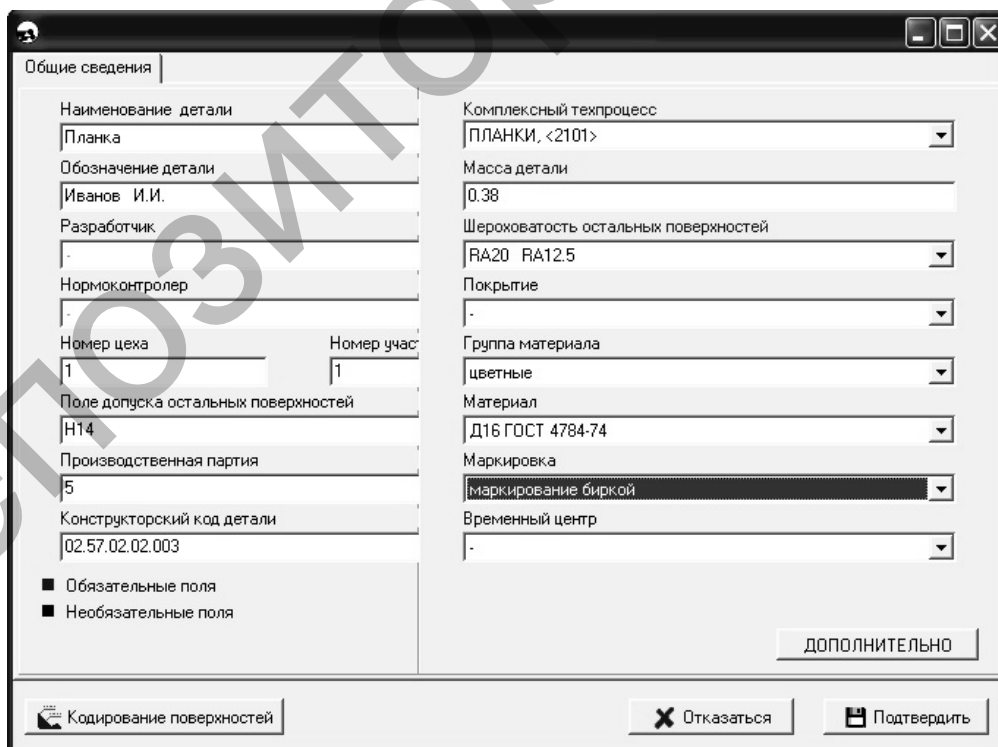 Общие сведения
Наименование детали
Планка
Обозначение детали
Иванов И.И.
Разработчик
-
Нормоконтролер
-
Номер цеха Номер учас
1 1
Поле допуска остальных поверхностей
H14
Производственная партия
5
Конструкторский код детали
02.57.02.02.003
Обязательные поля
Необязательные поля
Комплексный техпроцесс
ПЛАНКИ, <2101>
Масса детали
0.38
Шероховатость остальных поверхностей
RA20 RA12.5
Покрытие
-
Группа материала
цветные
Материал
Д16 ГОСТ 4784-74
Маркировка
маркирование биркой
Временный центр
-
ДОПОЛНИТЕЛЬНО
Кодирование поверхностей
Отказаться
Подтвердить
ПОЗИТОР